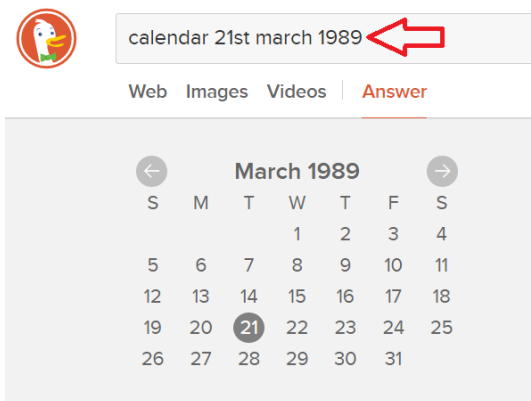 calendar 21st march 1989
Web Images Videos Answer
March 1989
S M T W T F S
1 2 3 4
5 6 7 8 9 10 11
12 13 14 15 16 17 18
19 20 21 22 23 24 25
26 27 28 29 30 31